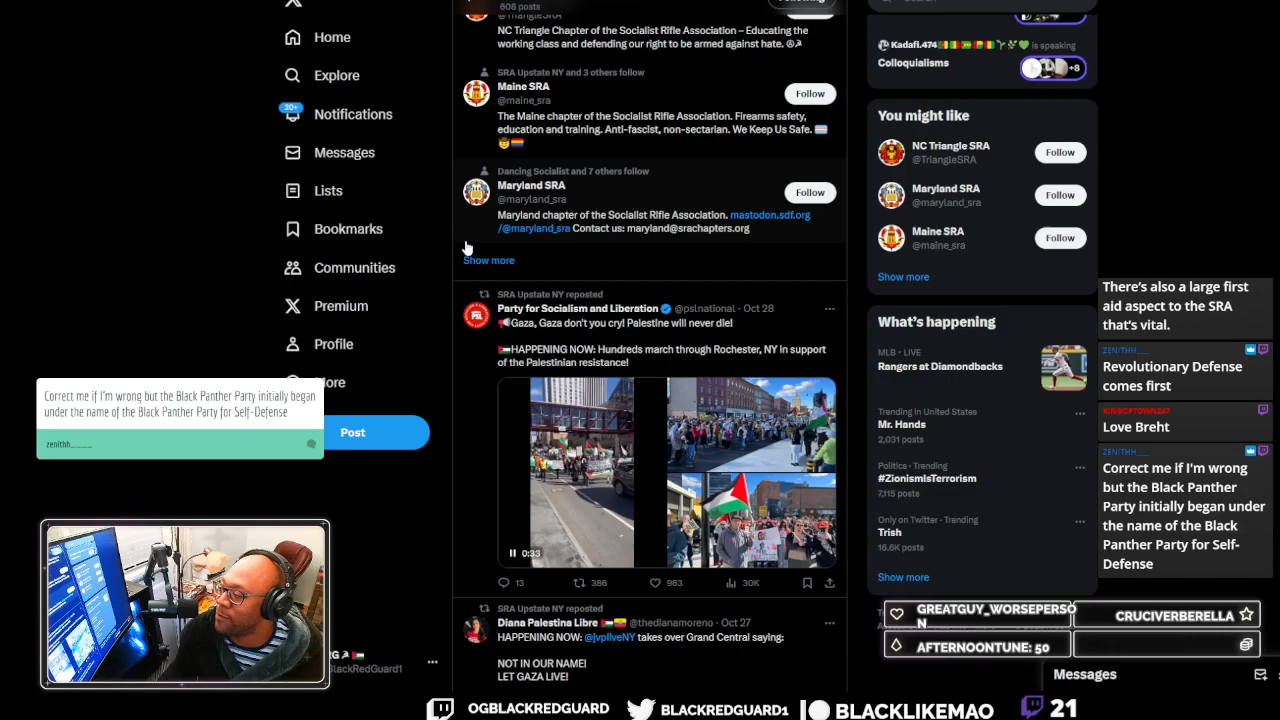 Home
Explore
20+
Notifications
Messages
Lists
Bookmarks
Communities
Premium
Profile
More
Post
Correct me if I'm wrong but the Black Panther Party initially began
under the name of the Black Panther Party for Self-Defense
zenithh____
BlackRedGuard1
608 posts
Following
@TriangleSRA
NC Triangle Chapter of the Socialist Rifle Association – Educating the
working class and defending our right to be armed against hate.
SRA Upstate NY and 3 others follow
Maine SRA
@maine_sra
Follow
The Maine chapter of the Socialist Rifle Association. Firearms safety,
education and training. Anti-fascist, non-sectarian. We Keep Us Safe.
Dancing Socialist and 7 others follow
Maryland SRA
@maryland_sra
Follow
Maryland chapter of the Socialist Rifle Association. mastodon.sdf.org
/@maryland_sra Contact us: maryland@srachapters.org
Show more
SRA Upstate NY reposted
Party for Socialism and Liberation @pslnational · Oct 28
Gaza, Gaza don't you cry! Palestine will never die!
HAPPENING NOW: Hundreds march through Rochester, NY in support
of the Palestinian resistance!
0:33
13 386 963 30K
SRA Upstate NY reposted
Diana Palestina Libre @thedianamoreno · Oct 27
HAPPENING NOW: @jvpliveNY takes over Grand Central saying:
NOT IN OUR NAME!
LET GAZA LIVE!
Kadafi.474 is speaking
Colloquialisms
+8
You might like
NC Triangle SRA
@TriangleSRA
Follow
Maryland SRA
@maryland_sra
Follow
Maine SRA
@maine_sra
Follow
Show more
What's happening
MLB · LIVE
Rangers at Diamondbacks
Trending in United States
Mr. Hands
2,031 posts
Politics · Trending
#ZionismIsTerrorism
7,115 posts
Only on Twitter · Trending
Trish
16.6K posts
Show more
There's also a large first
aid aspect to the SRA
that's vital.
ZENITHH____
Revolutionary Defense
comes first
Love Breht
ZENITHH____
Correct me if I'm wrong
but the Black Panther
Party initially began under
the name of the Black
Panther Party for Self-
Defense
GREATGUY_WORSEPERSO
N
CRUCIVERBERELLA
AFTERNOONTUNE: 50
Messages
OGBLACKREDGUARD
BLACKREDGUARD1
BLACKLIKEMAO
21